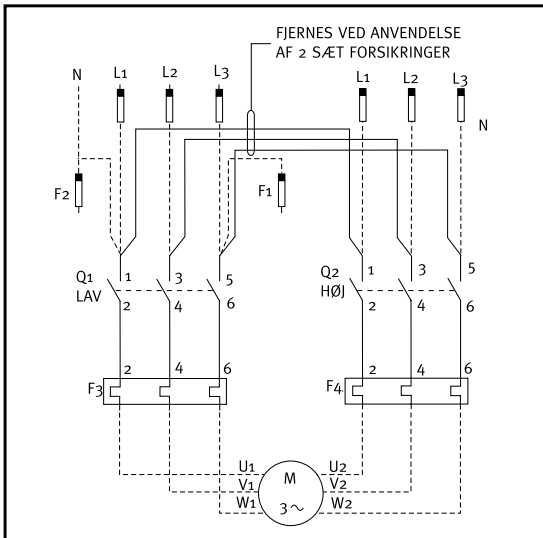 FJERNES VED ANVENDELSE
AF 2 SÆT FORSIKRINGER
N L1 L2 L3 L1 L2 L3
N
F2 F1
Q1 1 3 5 Q2 1 3 5
LAV 2 4 6 HØJ 2 4 6
2 4 6 2 4 6
F3 F4
U1 M U2
V1 V2
W1 3~ W2